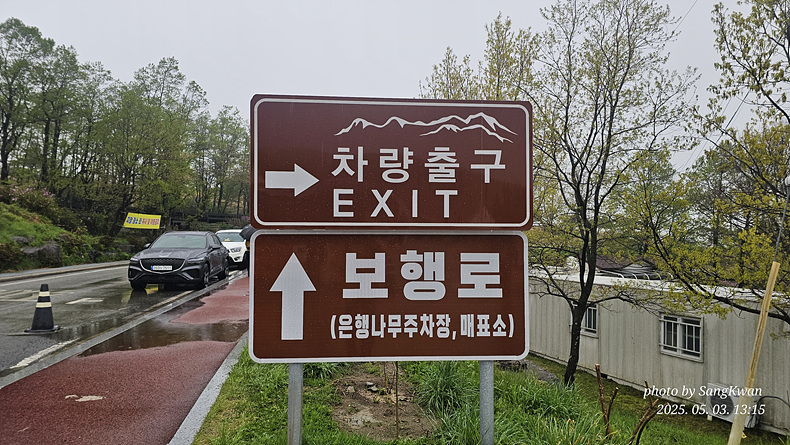 차량출구
EXIT
보행로
(은행나무주차장, 매표소)
photo by SangKwan
2025. 05. 03. 13:15